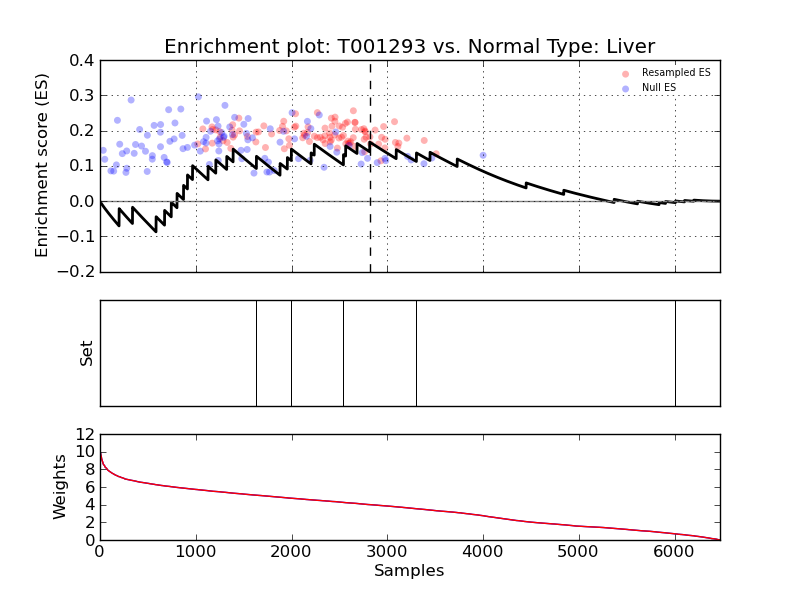 Enrichment plot: T001293 vs. Normal Type: Liver
Enrichment score (ES)
0.4
0.3
0.2
0.1
0.0
−0.1
−0.2
Resampled ES
Null ES
Set
Weights
12
10
8
6
4
2
0
0 1000 2000 3000 4000 5000 6000
Samples